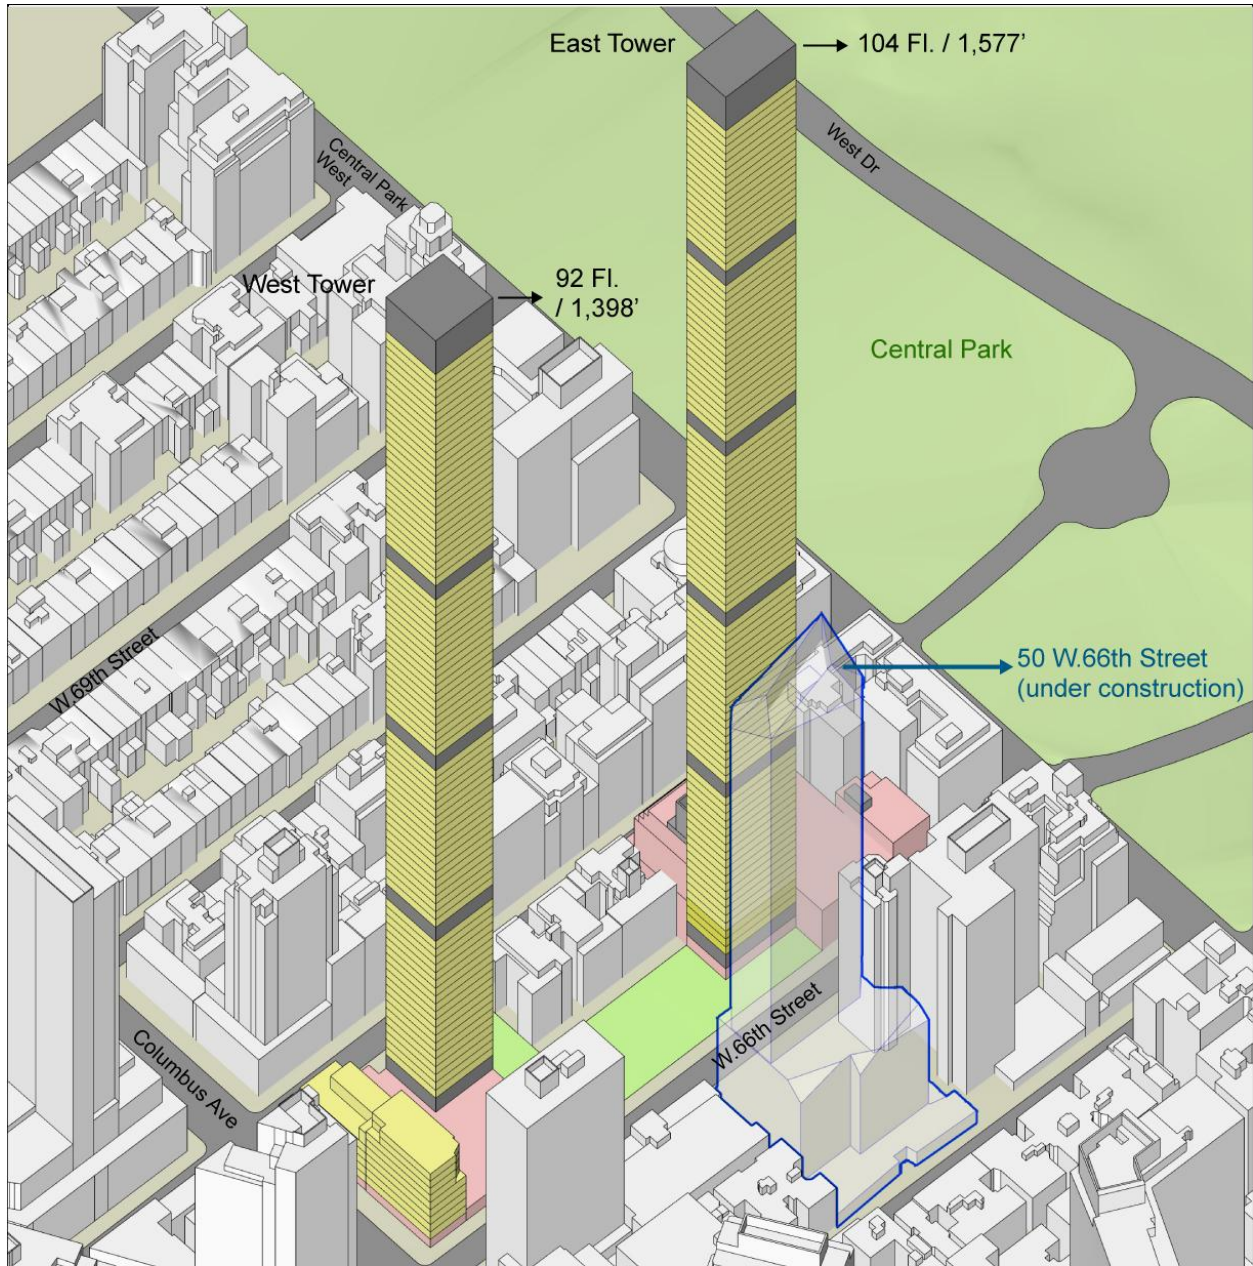 East Tower
104 Fl. / 1,577’
West Dr
Central Park
West
West Tower
92 Fl.
/ 1,398’
Central Park
50 W.66th Street
(under construction)
W.69th Street
W.66th Street
Columbus Ave